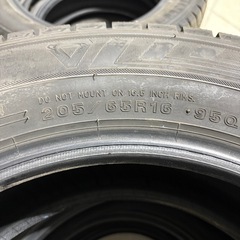 DO NOT MOUNT ON 16.5 INCH RIMS.
205/65R16 95Q